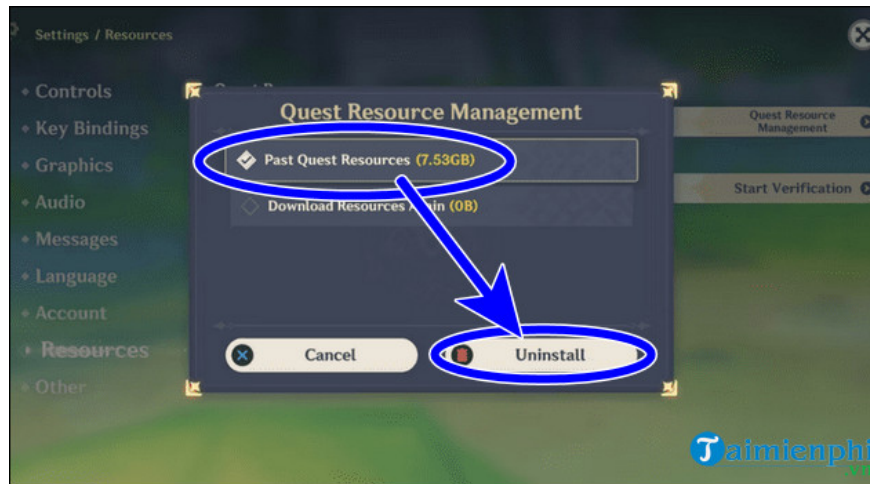 Settings / Resources
Controls
Key Bindings
Graphics
Audio
Messages
Language
Account
Resources
Other
Quest Resource Management
Past Quest Resources (7.53GB)
Download Resources Again (0B)
Cancel
Uninstall
Quest Resource
Management
Start Verification
Taimienphi
.vn